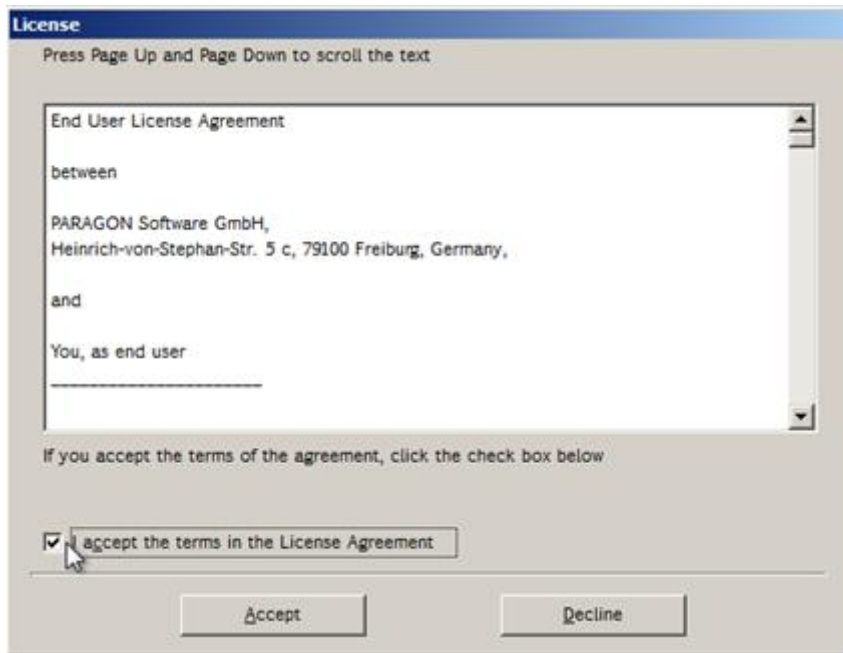 License
Press Page Up and Page Down to scroll the text
End User License Agreement
between
PARAGON Software GmbH,
Heinrich-von-Stephan-Str. 5 c, 79100 Freiburg, Germany,
and
You, as end user
______________________
If you accept the terms of the agreement, click the check box below
I accept the terms in the License Agreement
Accept
Decline